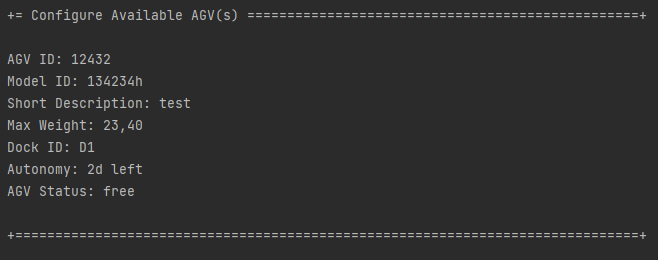 += Configure Available AGV(s) =================================================+
AGV ID: 12432
Model ID: 134234h
Short Description: test
Max Weight: 23,40
Dock ID: D1
Autonomy: 2d left
AGV Status: free
+==============================================================================+